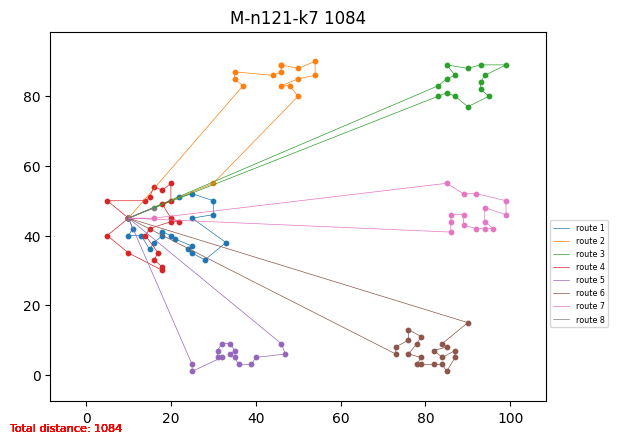 M-n121-k7 1084
80
60
40
20
0
0 20 40 60 80 100
route 1
route 2
route 3
route 4
route 5
route 6
route 7
route 8
Total distance: 1084